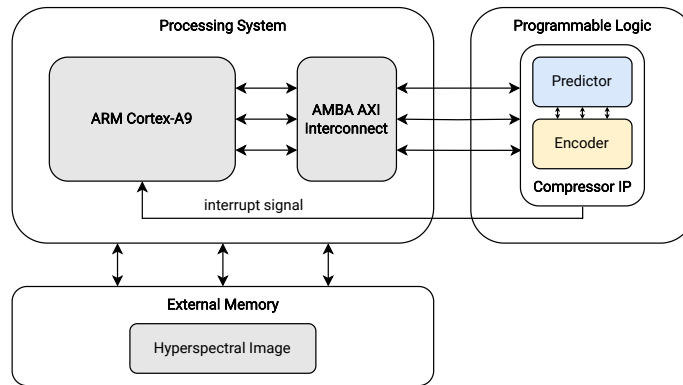 Processing System
Programmable Logic
ARM Cortex-A9
AMBA AXI
Interconnect
Predictor
Encoder
Compressor IP
interrupt signal
External Memory
Hyperspectral Image